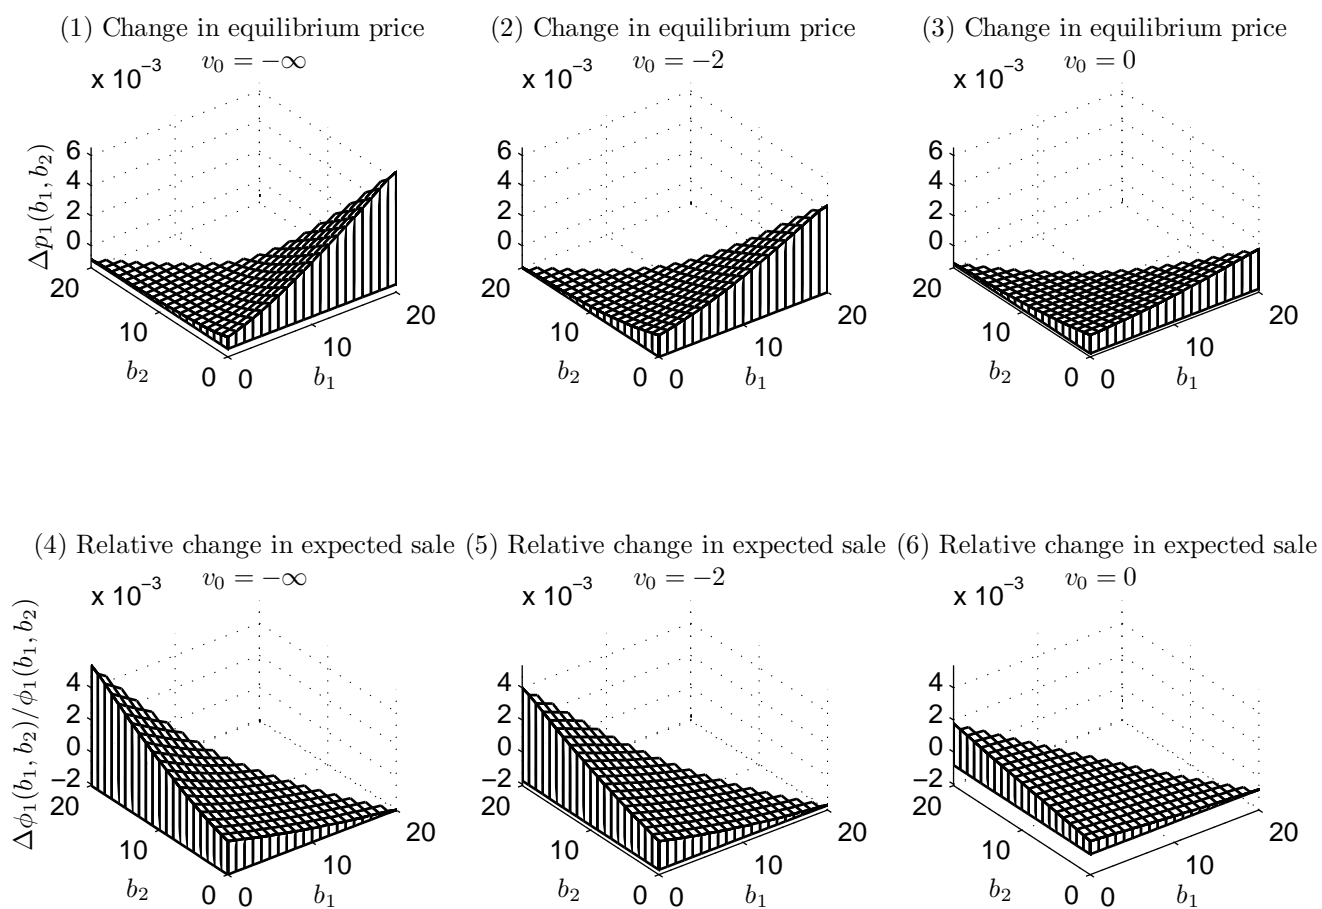 (1) Change in equilibrium price
v₀ = −∞
x 10⁻³
Δp₁(b₁, b₂)
6
4
2
0
20
10
0
b₂
0
10
20
b₁
(2) Change in equilibrium price
v₀ = −2
x 10⁻³
6
4
2
0
20
10
0
b₂
0
10
20
b₁
(3) Change in equilibrium price
v₀ = 0
x 10⁻³
6
4
2
0
20
10
0
b₂
0
10
20
b₁
(4) Relative change in expected sale
v₀ = −∞
x 10⁻³
Δϕ₁(b₁, b₂)/ϕ₁(b₁, b₂)
4
2
0
−2
20
10
0
b₂
0
10
20
b₁
(5) Relative change in expected sale
v₀ = −2
x 10⁻³
4
2
0
−2
20
10
0
b₂
0
10
20
b₁
(6) Relative change in expected sale
v₀ = 0
x 10⁻³
4
2
0
−2
20
10
0
b₂
0
10
20
b₁